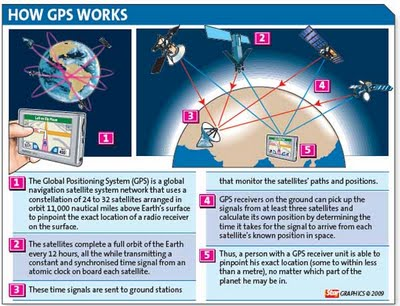 HOW GPS WORKS
1
2
3
4
5
1 The Global Positioning System (GPS) is a global
navigation satellite system network that uses a
constellation of 24 to 32 satellites arranged in
orbit 11,000 nautical miles above Earth's surface
to pinpoint the exact location of a radio receiver
on the surface.
2 The satellites complete a full orbit of the Earth
every 12 hours, all the while transmitting a
constant and synchronised time signal from an
atomic clock on board each satellite.
3 These time signals are sent to ground stations
that monitor the satellites' paths and positions.
4 GPS receivers on the ground can pick up the
signals from at least three satellites and
calculate its own position by determining the
time it takes for the signal to arrive from each
satellite's known position in space.
5 Thus, a person with a GPS receiver unit is able to
pinpoint his exact location (some to within less
than a metre), no matter which part of the
planet he may be in.
Star GRAPHICS © 2009